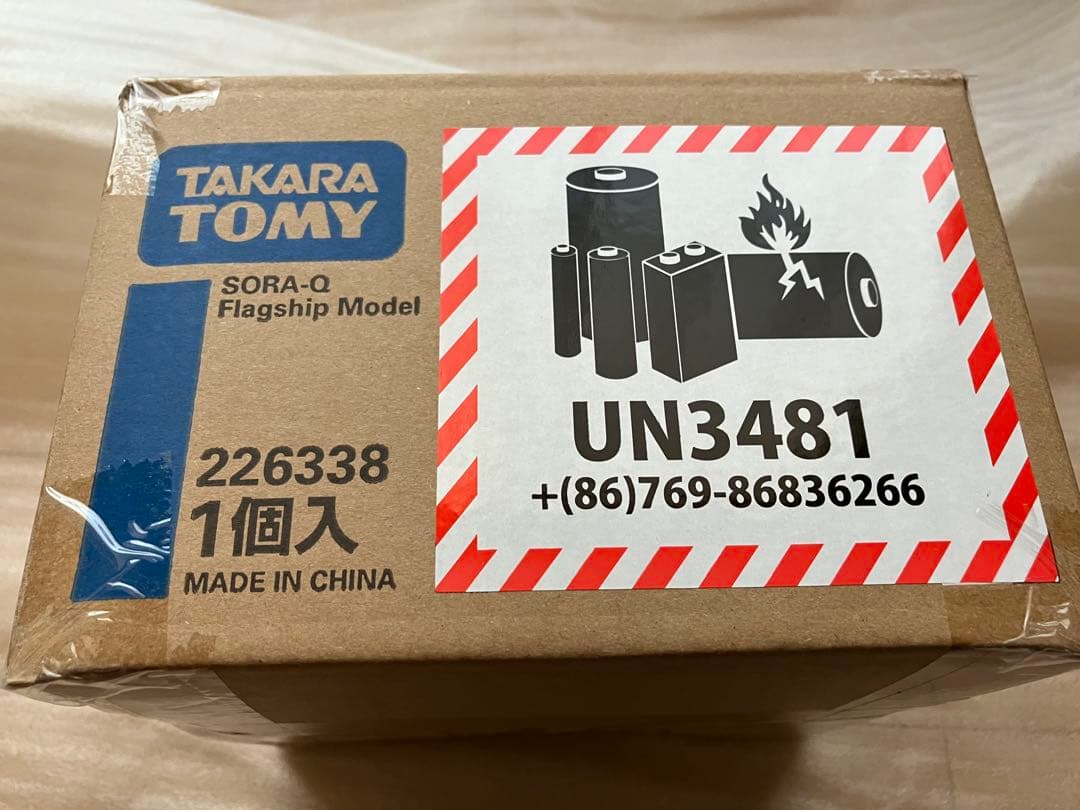 TAKARA
TOMY
SORA-Q
Flagship Model
226338
1個入
MADE IN CHINA
UN3481
+(86)769-86836266